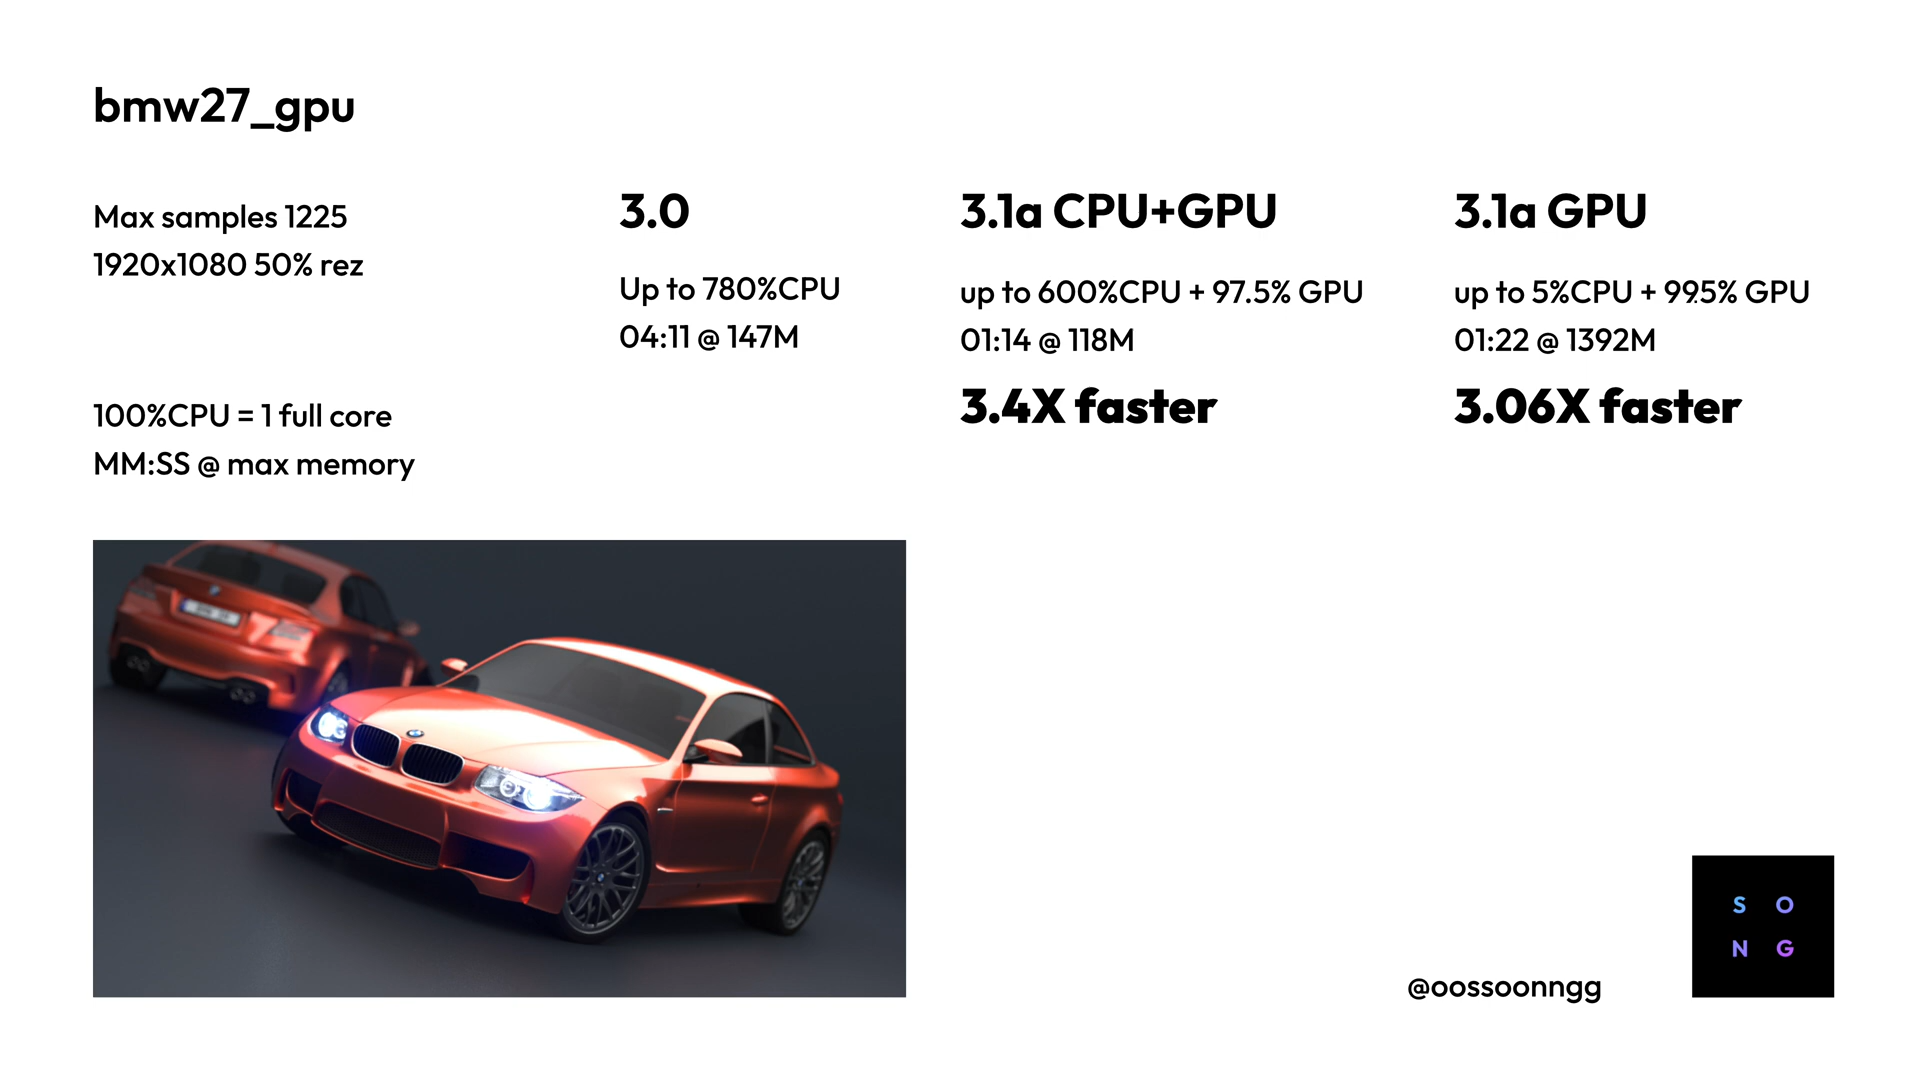 bmw27_gpu
Max samples 1225
1920x1080 50% rez
100%CPU = 1 full core
MM:SS @ max memory
3.0
Up to 780%CPU
04:11 @ 147M
3.1a CPU+GPU
up to 600%CPU + 97.5% GPU
01:14 @ 118M
3.4X faster
3.1a GPU
up to 5%CPU + 99.5% GPU
01:22 @ 1392M
3.06X faster
@oossoonngg
S O
N G